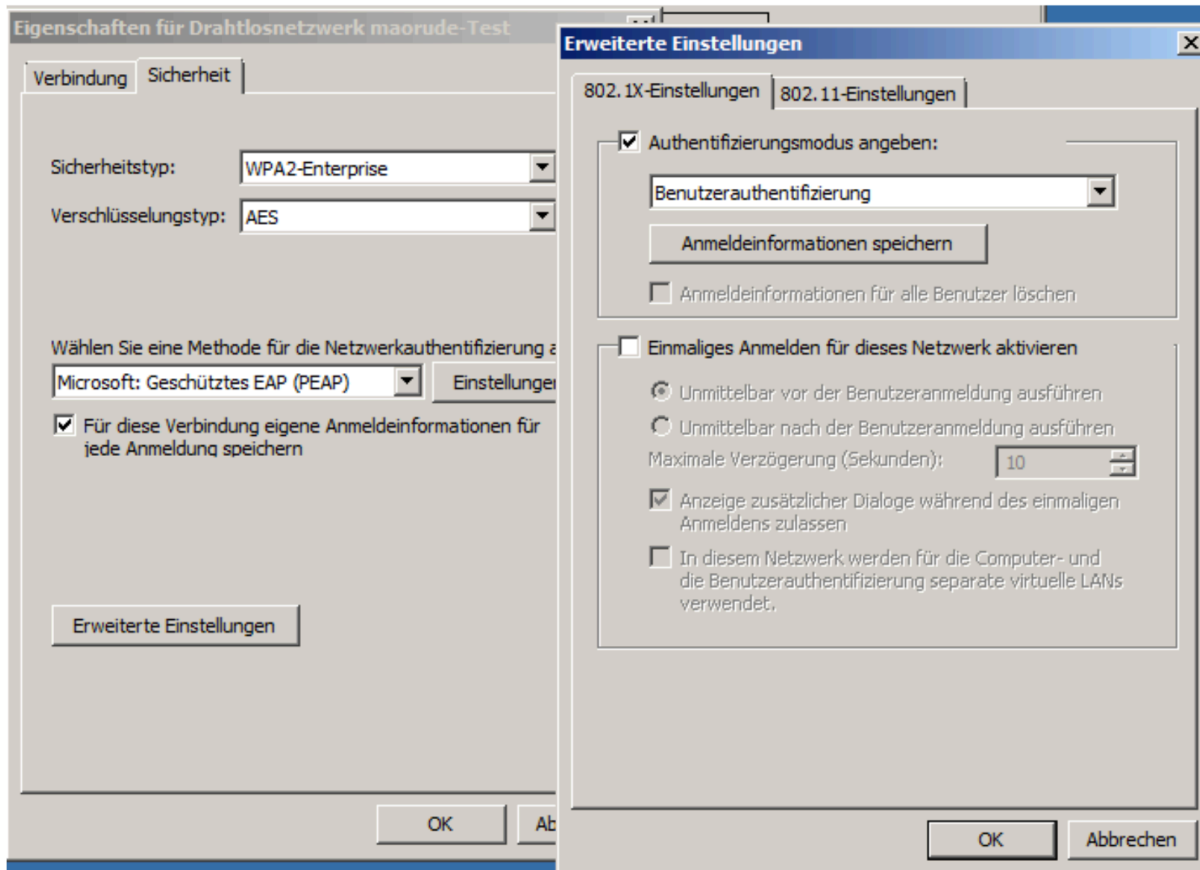 Eigenschaften für Drahtlosnetzwerk maorude-Test
Verbindung
Sicherheit
Sicherheitstyp:
WPA2-Enterprise
Verschlüsselungstyp:
AES
Wählen Sie eine Methode für die Netzwerkauthentifizierung a
Microsoft: Geschütztes EAP (PEAP)
Einstellungen
Für diese Verbindung eigene Anmeldeinformationen für
jede Anmeldung speichern
Erweiterte Einstellungen
OK
Ab
Erweiterte Einstellungen
802.1X-Einstellungen
802.11-Einstellungen
Authentifizierungsmodus angeben:
Benutzerauthentifizierung
Anmeldeinformationen speichern
Anmeldeinformationen für alle Benutzer löschen
Einmaliges Anmelden für dieses Netzwerk aktivieren
Unmittelbar vor der Benutzeranmeldung ausführen
Unmittelbar nach der Benutzeranmeldung ausführen
Maximale Verzögerung (Sekunden):
10
Anzeige zusätzlicher Dialoge während des einmaligen
Anmeldens zulassen
In diesem Netzwerk werden für die Computer- und
die Benutzerauthentifizierung separate virtuelle LANs
verwendet.
OK
Abbrechen